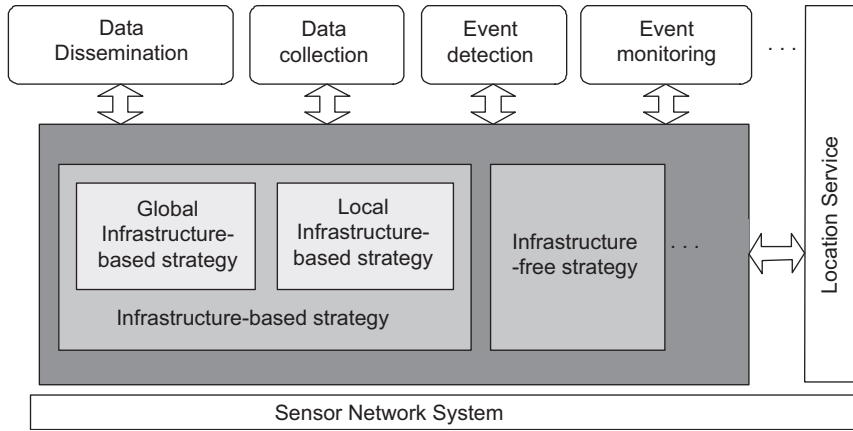 Data
Dissemination
Data
collection
Event
detection
Event
monitoring
. . .
Location Service
Global
Infrastructure-
based strategy
Local
Infrastructure-
based strategy
Infrastructure-based strategy
Infrastructure
-free strategy
. . .
Sensor Network System